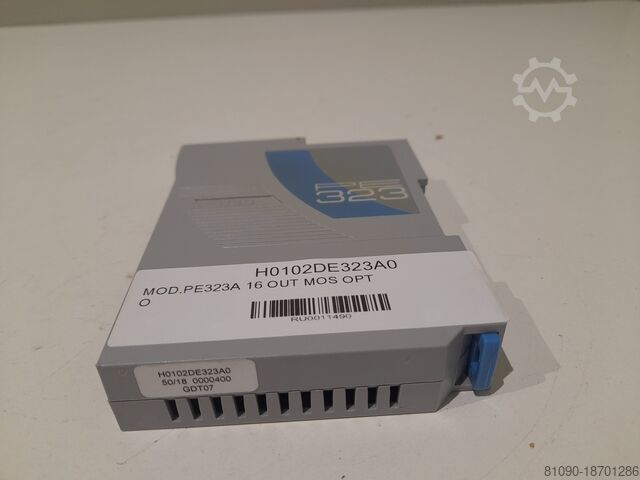 PE
323
H0102DE323A0
MOD.PE323A 16 OUT MOS OPT
O
RU0011490
H0102DE323A0
50/18 0000400
GDT07
81090-18701286